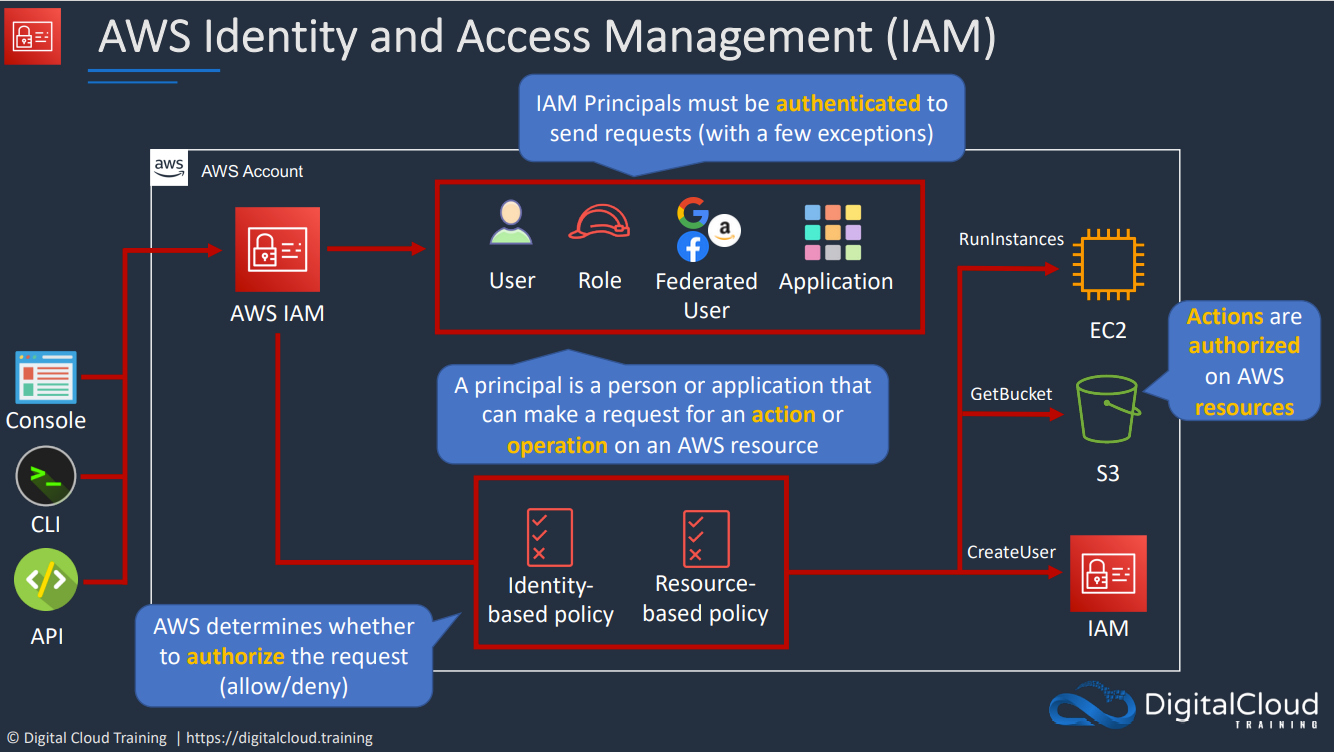 AWS Identity and Access Management (IAM)
IAM Principals must be authenticated to
send requests (with a few exceptions)
aws
AWS Account
User
Role
a
Federated
User
Application
AWS IAM
RunInstances
EC2
Actions are
authorized
on AWS
resources
A principal is a person or application that
can make a request for an action or
operation on an AWS resource
GetBucket
S3
Console
CLI
API
Identity-
based policy
Resource-
based policy
CreateUser
IAM
AWS determines whether
to authorize the request
(allow/deny)
DigitalCloud
TRAINING
© Digital Cloud Training | https://digitalcloud.training